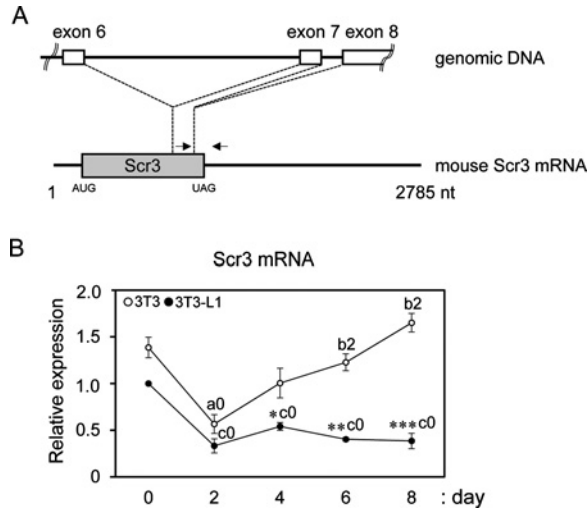 A
exon 6 exon 7 exon 8
genomic DNA
Scr3
mouse Scr3 mRNA
1 AUG UAG 2785 nt
B
Scr3 mRNA
Relative expression
2.0
1.5
1.0
0.5
0
3T3 3T3-L1
a0
b2
b2
c0
*c0
**c0
***c0
0 2 4 6 8 : day